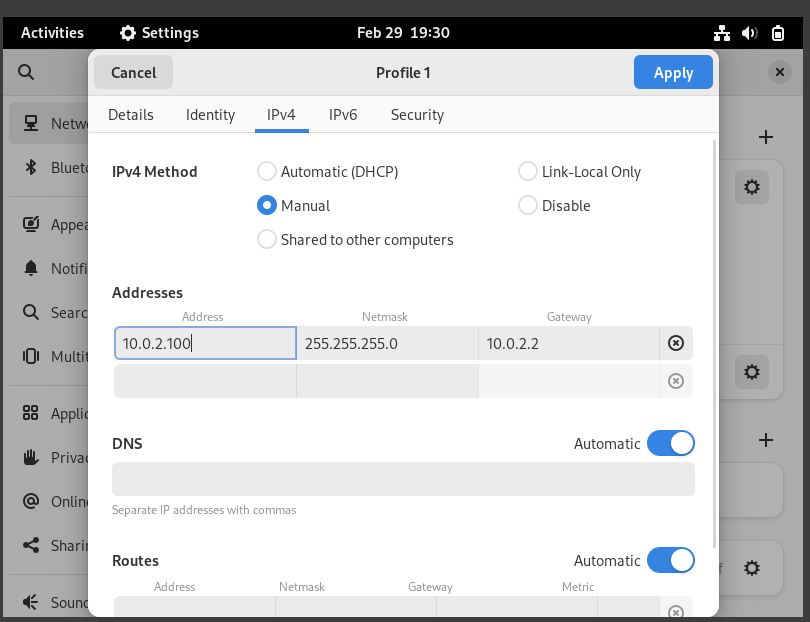 Activities Settings Feb 29 19:30
Cancel Profile 1 Apply
Details Identity IPv4 IPv6 Security
IPv4 Method Automatic (DHCP) Link-Local Only
Manual Disable
Shared to other computers
Addresses
Address Netmask Gateway
10.0.2.100 255.255.255.0 10.0.2.2
DNS Automatic
Separate IP addresses with commas
Routes Automatic
Address Netmask Gateway Metric
Netw
Blueto
Appea
Notifi
Searc
Multit
Applic
Privac
Online
Sharin
Sound